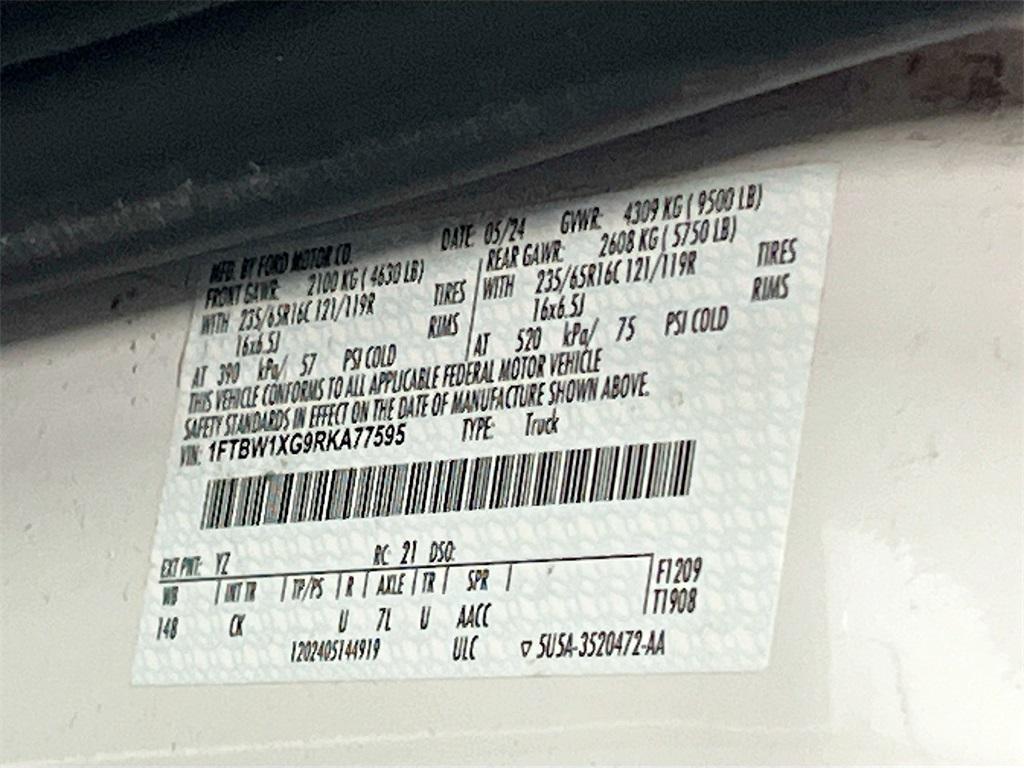 MFD. BY FORD MOTOR CO. DATE: 05/24 GVWR: 4309 KG ( 9500 LB)
FRONT GAWR: 2100 KG ( 4630 LB) REAR GAWR: 2608 KG ( 5750 LB)
WITH 235/65R16C 121/119R TIRES WITH 235/65R16C 121/119R TIRES
16x6.5J RIMS 16x6.5J RIMS
AT 390 kPa/ 57 PSI COLD AT 520 kPa/ 75 PSI COLD
THIS VEHICLE CONFORMS TO ALL APPLICABLE FEDERAL MOTOR VEHICLE
SAFETY STANDARDS IN EFFECT ON THE DATE OF MANUFACTURE SHOWN ABOVE.
VIN: 1FTBW1XG9RKA77595 TYPE: Truck
EXT PNT: YZ RC: 21 DSO:
WB INT TR TP/PS R AXLE TR SPR F1209
148 CK U 7L U AACC T1908
1202405144919 ULC ▽ 5U5A-3520472-AA